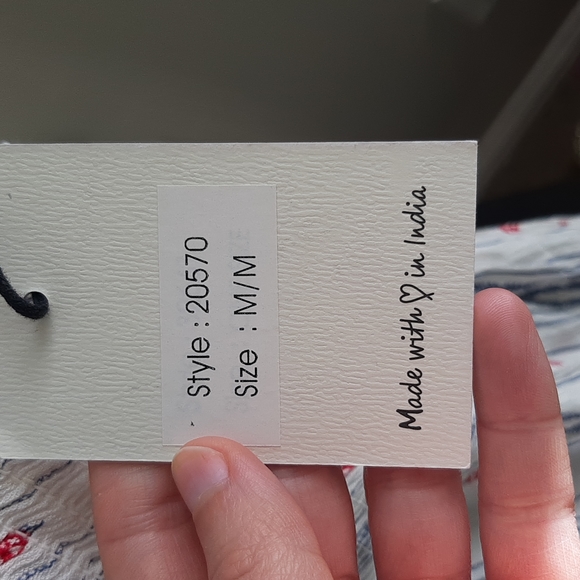 Style : 20570
Size : M/M
Made with ♡ in India